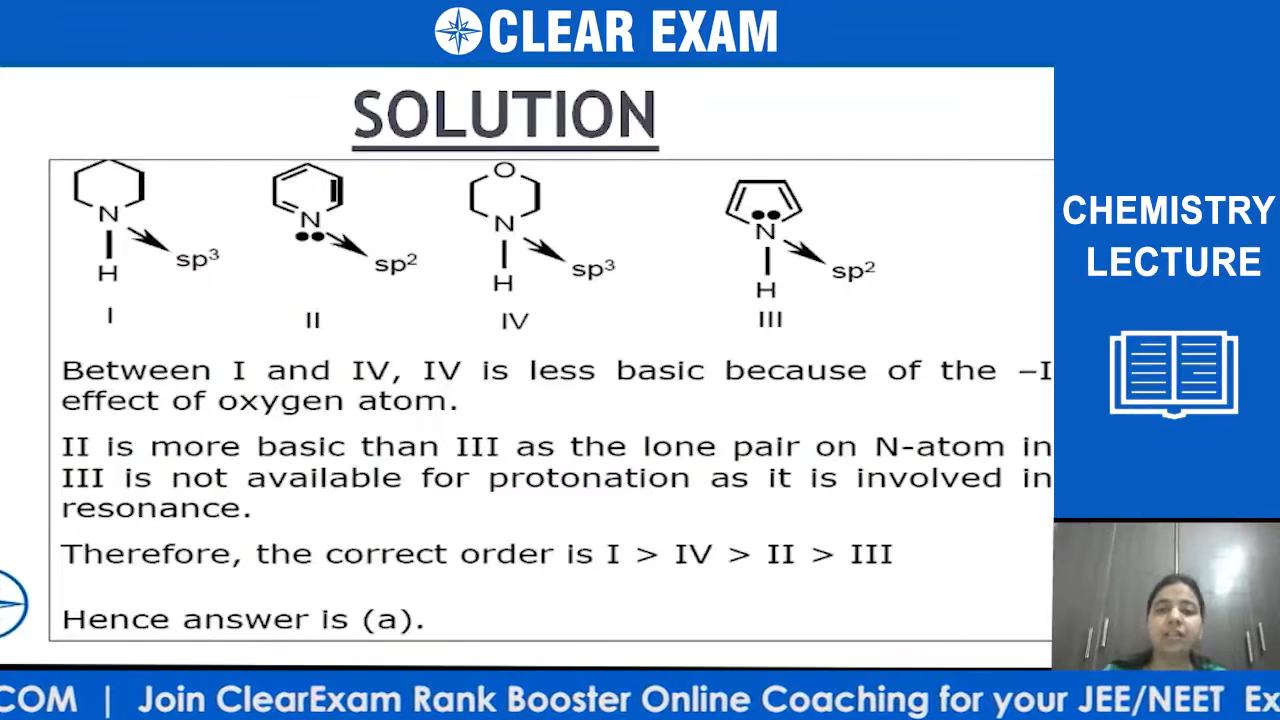 CLEAR EXAM
SOLUTION
N
H
sp³
I
N
sp²
II
O
N
H
sp³
IV
N
H
sp²
III
Between I and IV, IV is less basic because of the –I
effect of oxygen atom.
II is more basic than III as the lone pair on N-atom in
III is not available for protonation as it is involved in
resonance.
Therefore, the correct order is I > IV > II > III
Hence answer is (a).
CHEMISTRY
LECTURE
COM | Join ClearExam Rank Booster Online Coaching for your JEE/NEET Ex